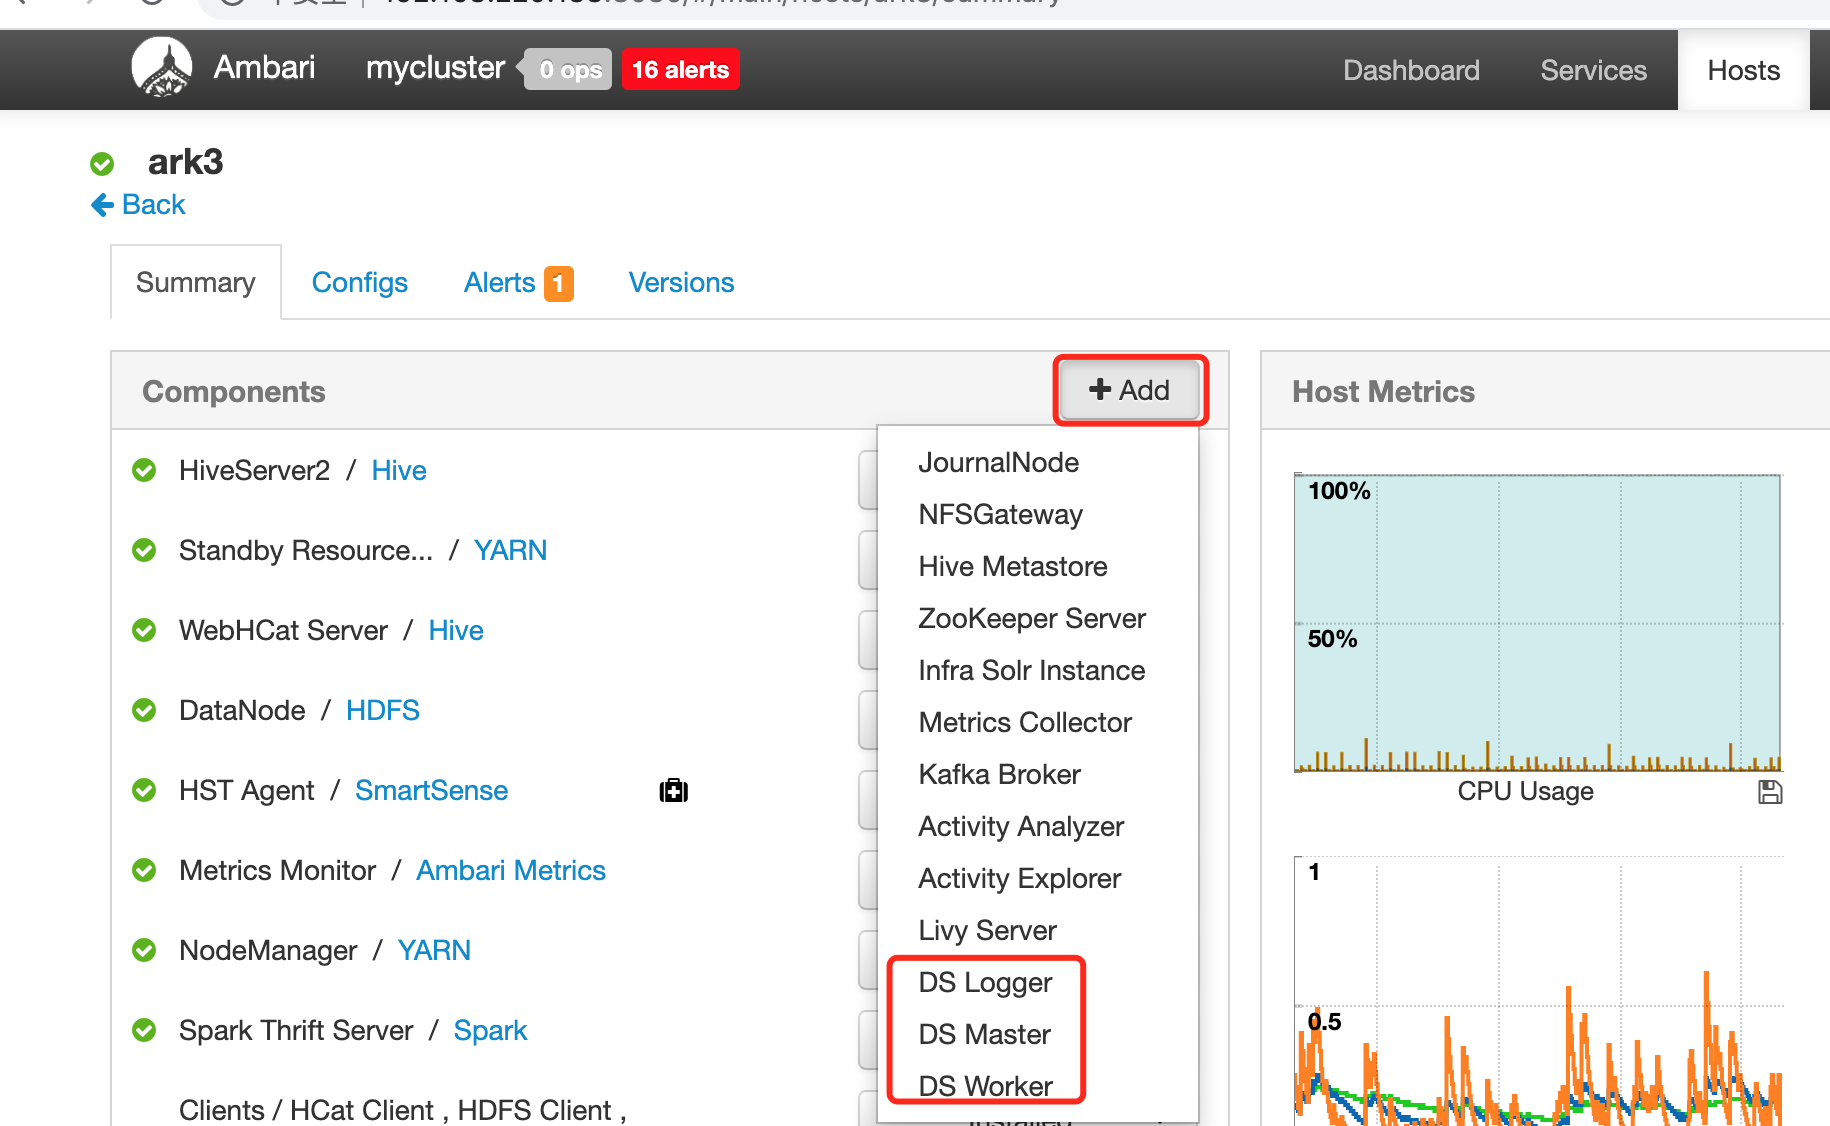 Ambari mycluster 0 ops 16 alerts Dashboard Services Hosts
ark3
Back
Summary Configs Alerts 1 Versions
Components
+ Add
HiveServer2 / Hive
Standby Resource... / YARN
WebHCat Server / Hive
DataNode / HDFS
HST Agent / SmartSense
Metrics Monitor / Ambari Metrics
NodeManager / YARN
Spark Thrift Server / Spark
Clients / HCat Client , HDFS Client ,
JournalNode
NFSGateway
Hive Metastore
ZooKeeper Server
Infra Solr Instance
Metrics Collector
Kafka Broker
Activity Analyzer
Activity Explorer
Livy Server
DS Logger
DS Master
DS Worker
Installed
Host Metrics
100%
50%
CPU Usage
1
0.5